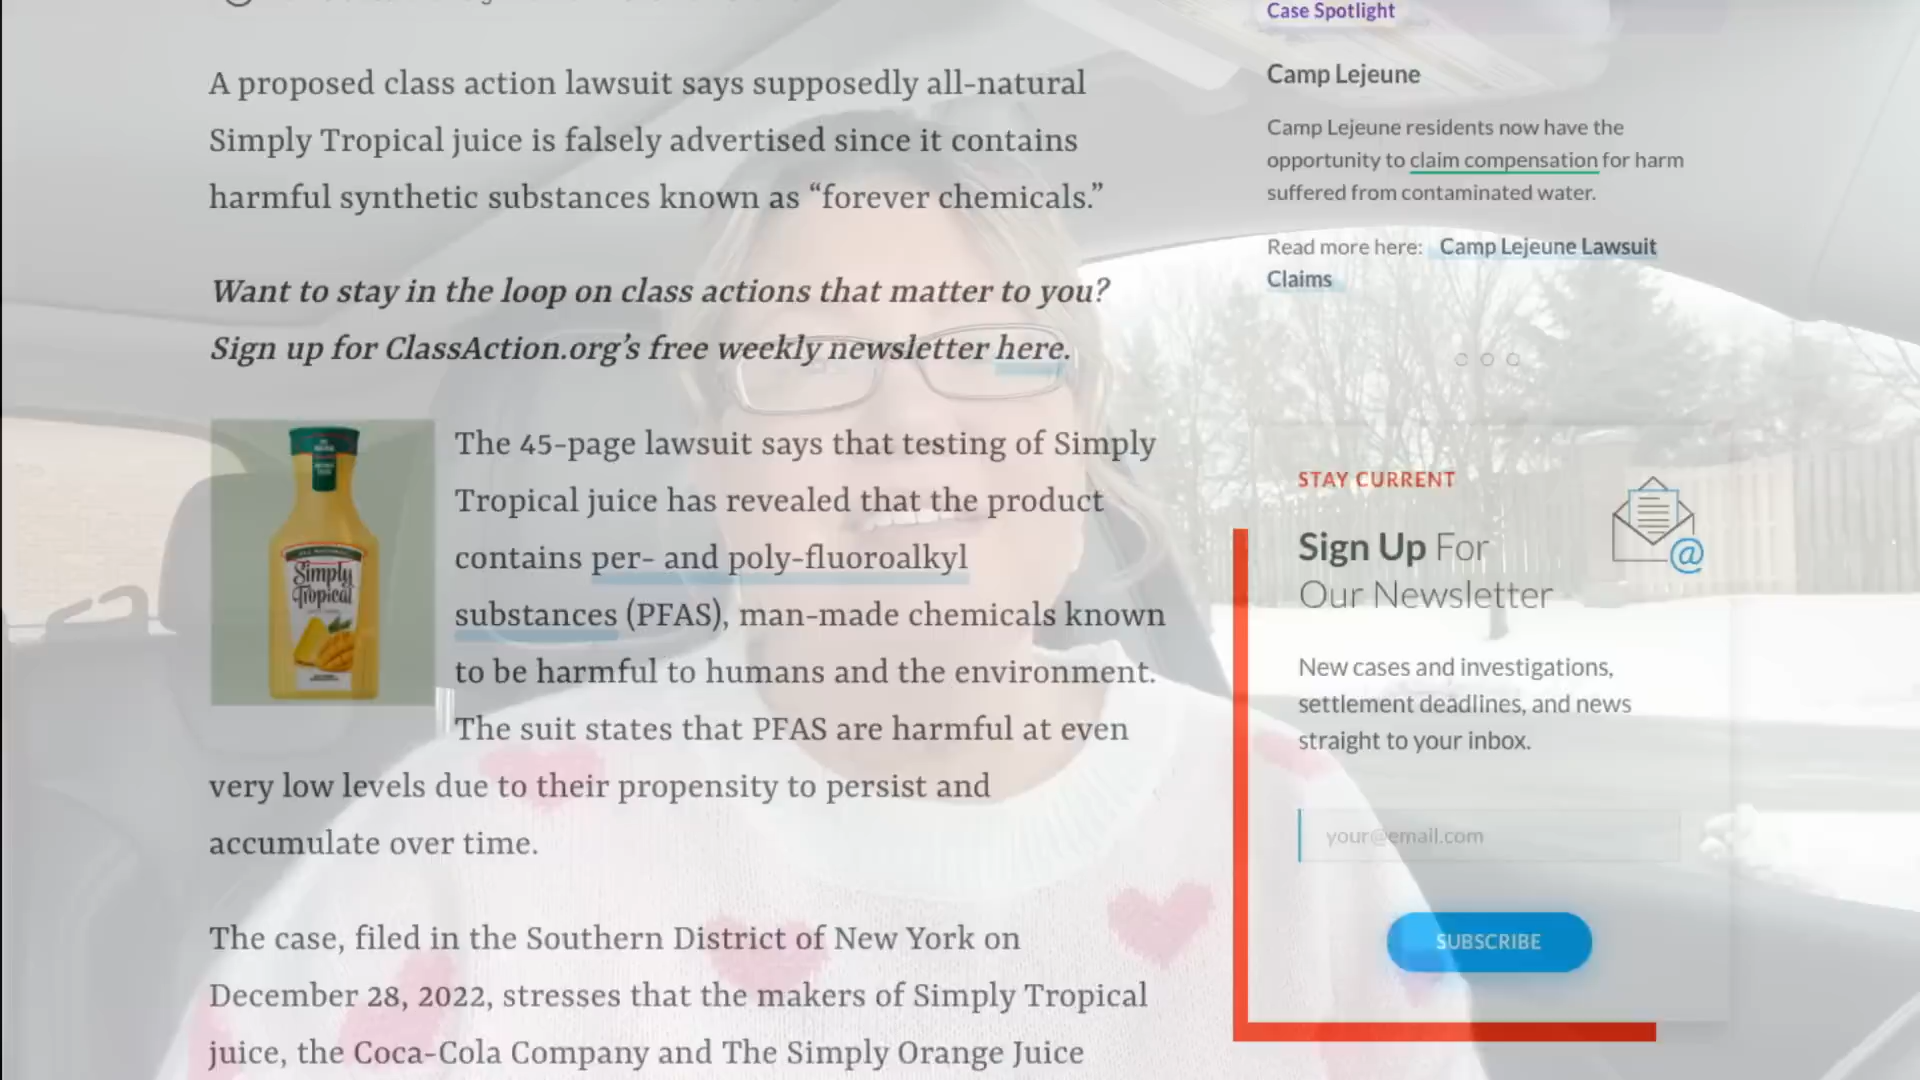 Case Spotlight
A proposed class action lawsuit says supposedly all-natural
Simply Tropical juice is falsely advertised since it contains
harmful synthetic substances known as “forever chemicals.”
Want to stay in the loop on class actions that matter to you?
Sign up for ClassAction.org’s free weekly newsletter here.
Simply
Tropical
The 45-page lawsuit says that testing of Simply
Tropical juice has revealed that the product
contains per- and poly-fluoroalkyl
substances (PFAS), man-made chemicals known
to be harmful to humans and the environment.
The suit states that PFAS are harmful at even
very low levels due to their propensity to persist and
accumulate over time.
The case, filed in the Southern District of New York on
December 28, 2022, stresses that the makers of Simply Tropical
juice, the Coca-Cola Company and The Simply Orange Juice
Camp Lejeune
Camp Lejeune residents now have the
opportunity to claim compensation for harm
suffered from contaminated water.
Read more here: Camp Lejeune Lawsuit
Claims
STAY CURRENT
Sign Up For
Our Newsletter
@
New cases and investigations,
settlement deadlines, and news
straight to your inbox.
your@email.com
SUBSCRIBE